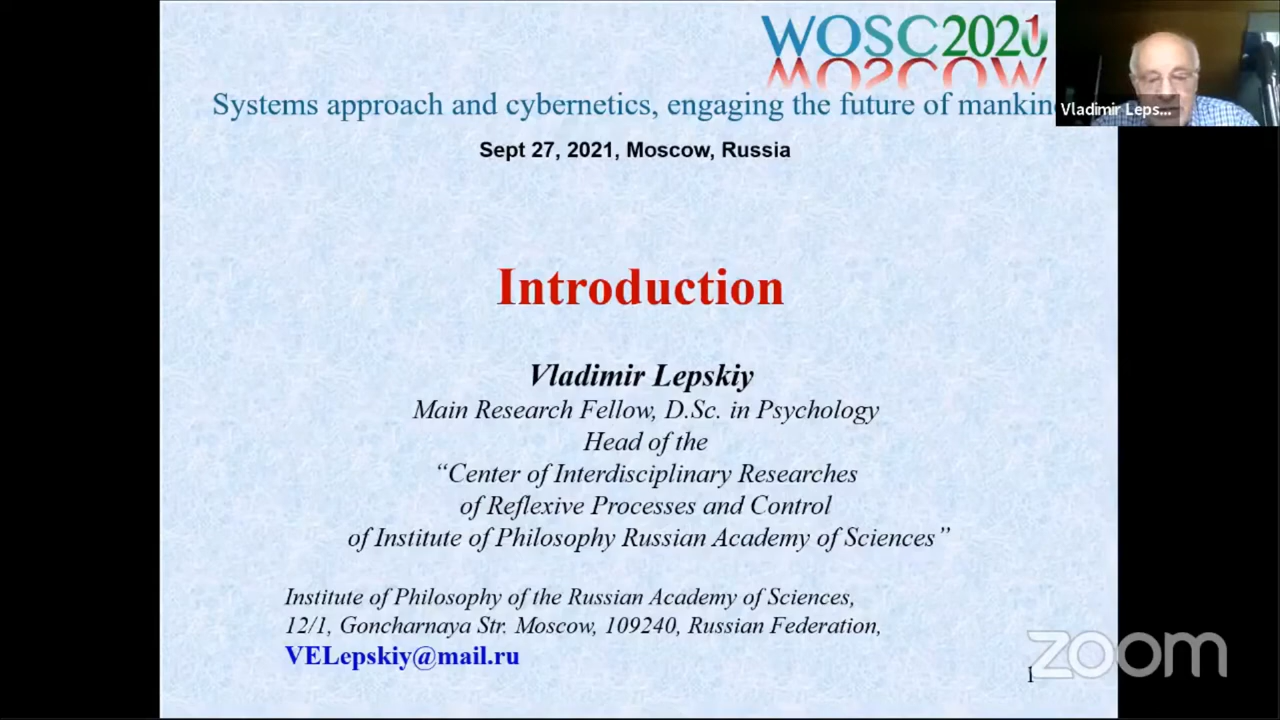 WOSC2021
MOSCOW
Systems approach and cybernetics, engaging the future of mankin
Vladimir Leps...
Sept 27, 2021, Moscow, Russia
Introduction
Vladimir Lepskiy
Main Research Fellow, D.Sc. in Psychology
Head of the
“Center of Interdisciplinary Researches
of Reflexive Processes and Control
of Institute of Philosophy Russian Academy of Sciences”
Institute of Philosophy of the Russian Academy of Sciences,
12/1, Goncharnaya Str. Moscow, 109240, Russian Federation,
VELepskiy@mail.ru
zoom
1